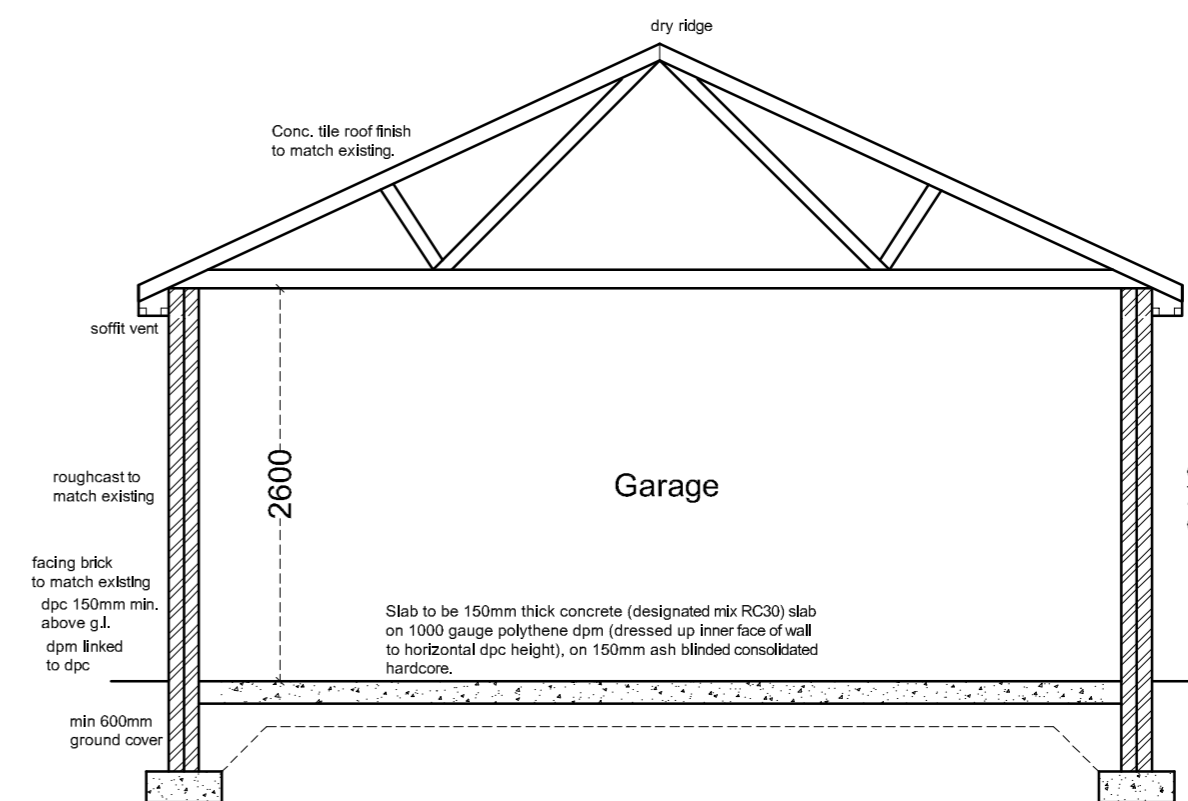 dry ridge
Conc. tile roof finish
to match existing.
soffit vent
roughcast to
match existing
2600
Garage
facing brick
to match existing
dpc 150mm min.
above g.l.
dpm linked
to dpc
Slab to be 150mm thick concrete (designated mix RC30) slab
on 1000 gauge polythene dpm (dressed up inner face of wall
to horizontal dpc height), on 150mm ash blinded consolidated
hardcore.
min 600mm
ground cover